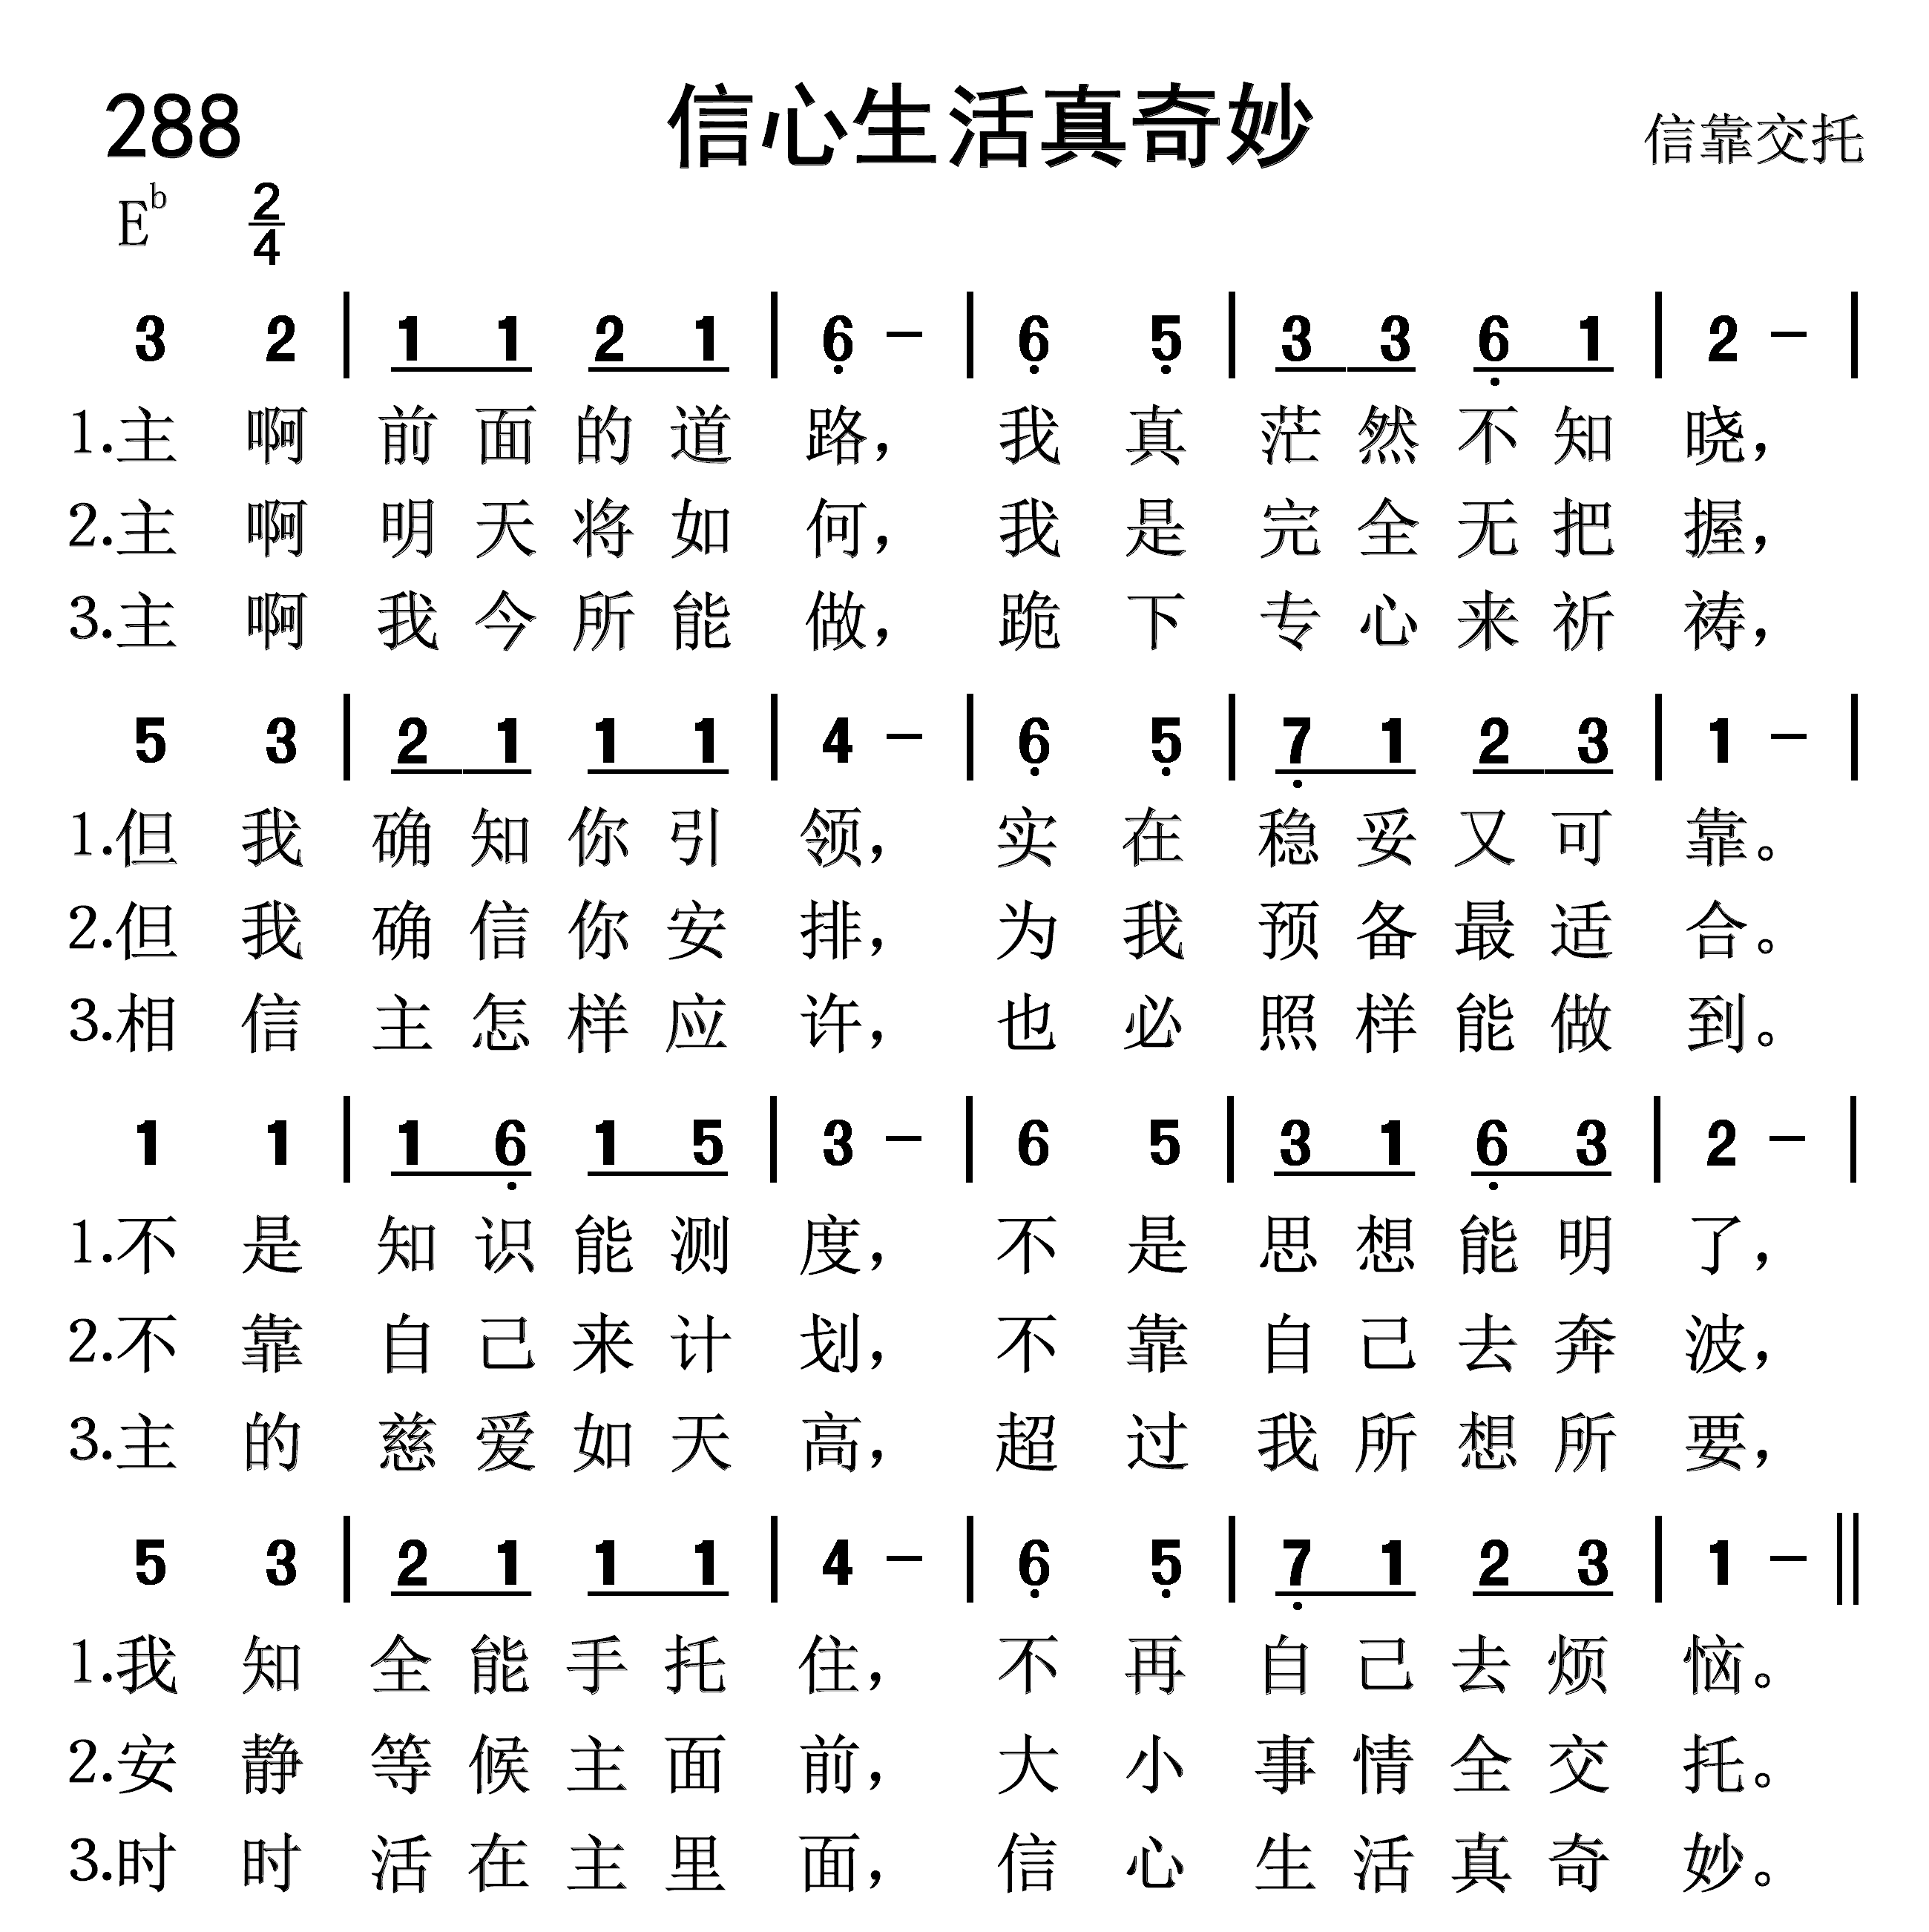 288 信心生活真奇妙 信靠交托
E♭ 2/4
3 2 | 1 1 2 1 | 6̣ – | 6̣ 5̣ | 3 3 6̣ 1 | 2 – |
1.主 啊 前 面 的 道 路， 我 真 茫 然 不 知 晓，
2.主 啊 明 天 将 如 何， 我 是 完 全 无 把 握，
3.主 啊 我 今 所 能 做， 跪 下 专 心 来 祈 祷，
5 3 | 2 1 1 1 | 4 – | 6̣ 5̣ | 7̣ 1 2 3 | 1 – |
1.但 我 确 知 你 引 领， 实 在 稳 妥 又 可 靠。
2.但 我 确 信 你 安 排， 为 我 预 备 最 适 合。
3.相 信 主 怎 样 应 许， 也 必 照 样 能 做 到。
1 1 | 1 6̣ 1 5 | 3 – | 6 5 | 3 1 6̣ 3 | 2 – |
1.不 是 知 识 能 测 度， 不 是 思 想 能 明 了，
2.不 靠 自 己 来 计 划， 不 靠 自 己 去 奔 波，
3.主 的 慈 爱 如 天 高， 超 过 我 所 想 所 要，
5 3 | 2 1 1 1 | 4 – | 6̣ 5̣ | 7̣ 1 2 3 | 1 – ‖
1.我 知 全 能 手 托 住， 不 再 自 己 去 烦 恼。
2.安 静 等 候 主 面 前， 大 小 事 情 全 交 托。
3.时 时 活 在 主 里 面， 信 心 生 活 真 奇 妙。